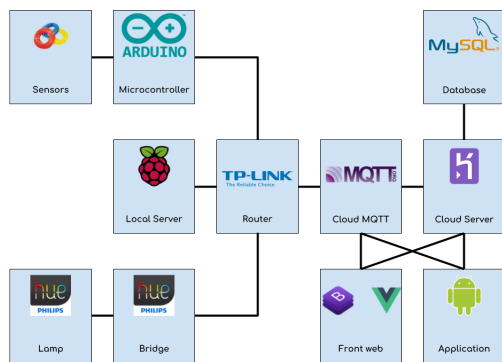 ARDUINO
MySQL
Sensors
Microcontroller
Database
TP-LINK
The Reliable Choice
MQTT
.ORG
Local Server
Router
Cloud MQTT
Cloud Server
hue
PHILIPS
hue
PHILIPS
B
Lamp
Bridge
Front web
Application